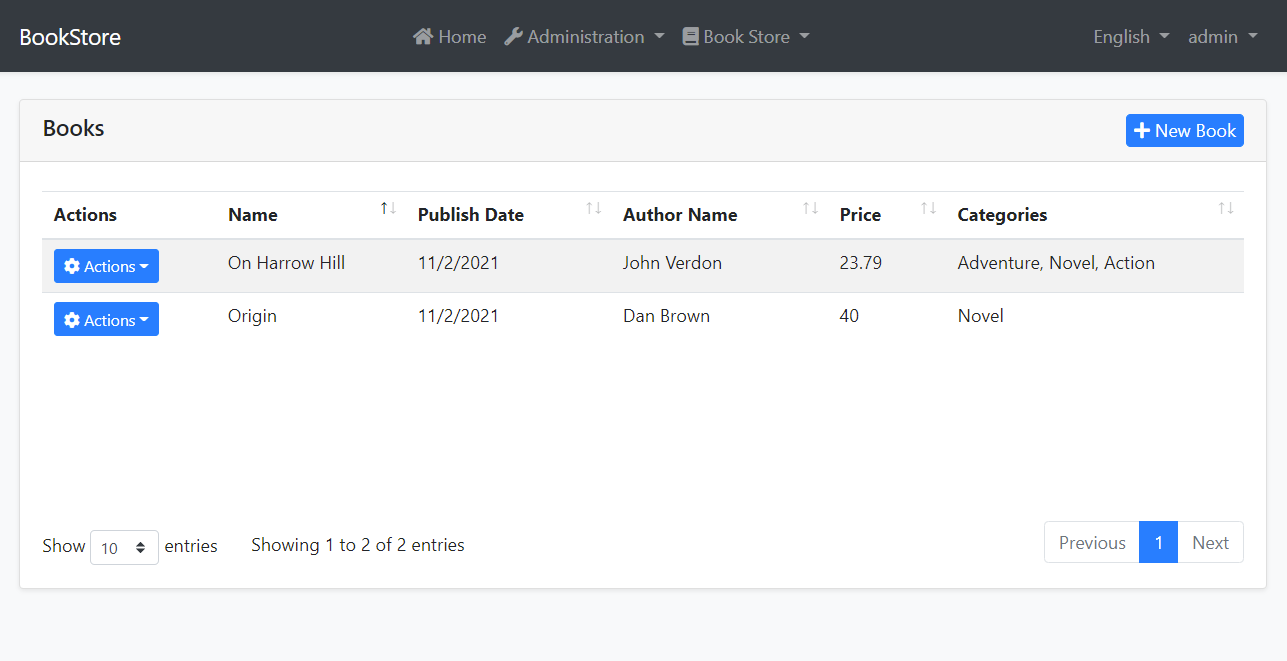 BookStore Home Administration Book Store English admin
Books New Book
Actions Name Publish Date Author Name Price Categories
Actions On Harrow Hill 11/2/2021 John Verdon 23.79 Adventure, Novel, Action
Actions Origin 11/2/2021 Dan Brown 40 Novel
Show 10 entries Showing 1 to 2 of 2 entries Previous 1 Next